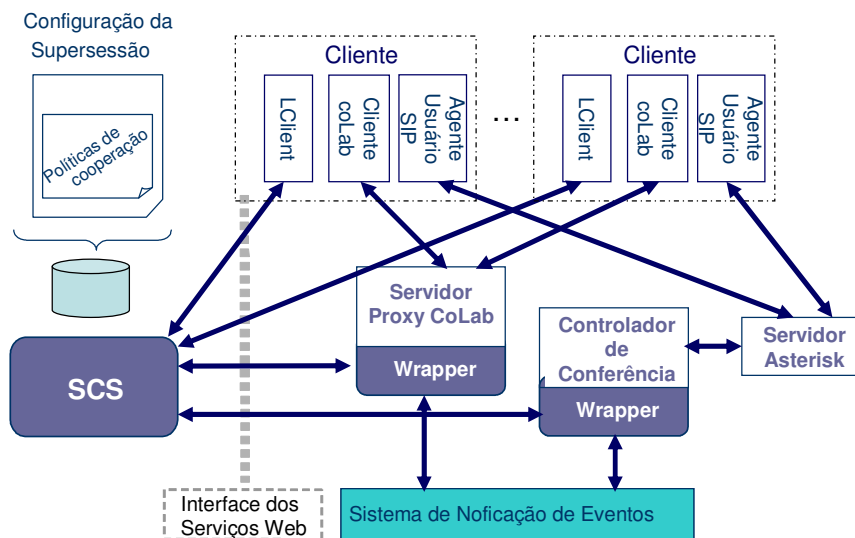 Configuração da
Supersessão
Políticas de
cooperação
Cliente
LClient
Cliente
coLab
Agente
Usuário
SIP
...
Cliente
LClient
Cliente
coLab
Agente
Usuário
SIP
Servidor
Proxy CoLab
Wrapper
Controlador
de
Conferência
Wrapper
Servidor
Asterisk
SCS
Interface dos
Serviços Web
Sistema de Noficação de Eventos